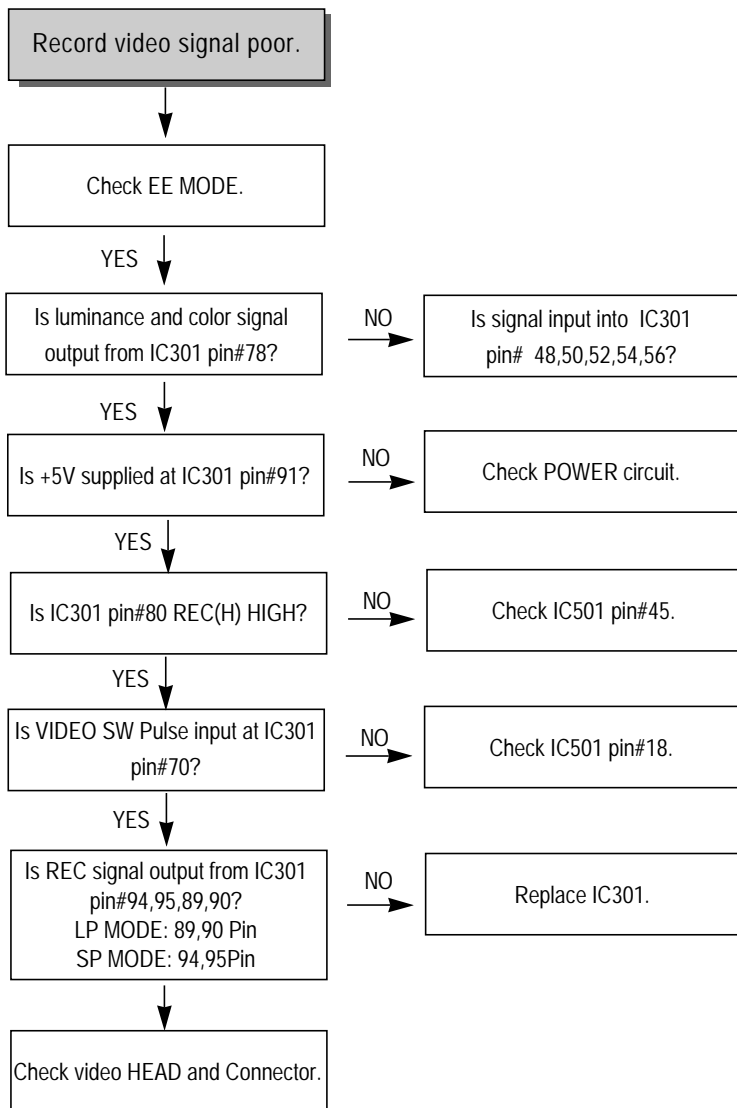 Record video signal poor.
Check EE MODE.
YES
Is luminance and color signal
output from IC301 pin#78?
NO
Is signal input into IC301
pin# 48,50,52,54,56?
YES
Is +5V supplied at IC301 pin#91?
NO
Check POWER circuit.
YES
Is IC301 pin#80 REC(H) HIGH?
NO
Check IC501 pin#45.
YES
Is VIDEO SW Pulse input at IC301
pin#70?
NO
Check IC501 pin#18.
YES
Is REC signal output from IC301
pin#94,95,89,90?
LP MODE: 89,90 Pin
SP MODE: 94,95Pin
NO
Replace IC301.
Check video HEAD and Connector.